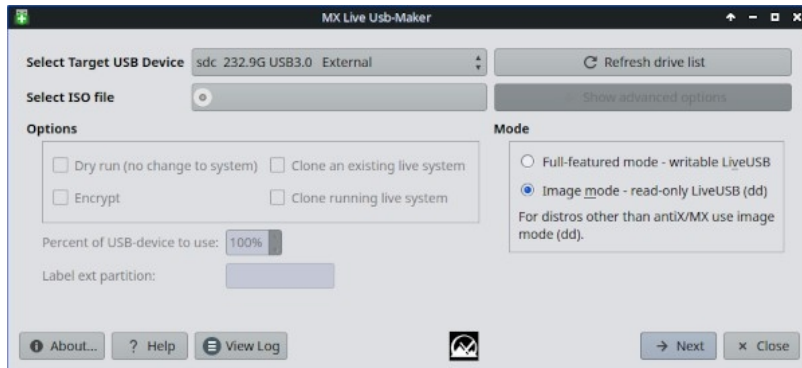 MX Live Usb-Maker
Select Target USB Device sdc 232.9G USB3.0 External Refresh drive list
Select ISO file Show advanced options
Options Mode
Dry run (no change to system) Clone an existing live system Full-featured mode - writable LiveUSB
Encrypt Clone running live system Image mode - read-only LiveUSB (dd)
For distros other than antiX/MX use image
mode (dd).
Percent of USB-device to use: 100%
Label ext partition:
About... ? Help View Log Next Close